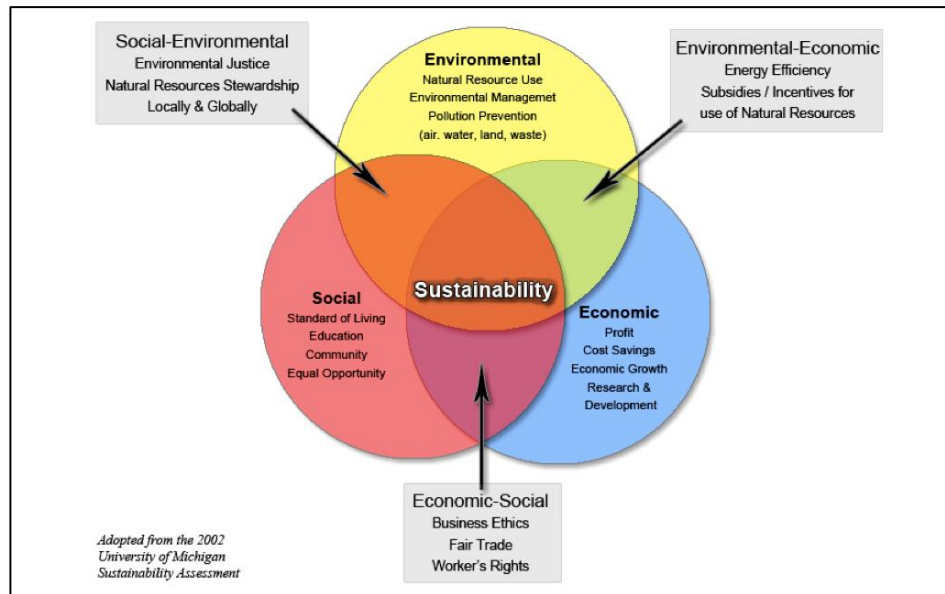 Social-Environmental
Environmental Justice
Natural Resources Stewardship
Locally & Globally
Environmental
Natural Resource Use
Environmental Managemet
Pollution Prevention
(air. water, land, waste)
Environmental-Economic
Energy Efficiency
Subsidies / Incentives for
use of Natural Resources
Sustainability
Social
Standard of Living
Education
Community
Equal Opportunity
Economic
Profit
Cost Savings
Economic Growth
Research &
Development
Economic-Social
Business Ethics
Fair Trade
Worker's Rights
Adopted from the 2002
University of Michigan
Sustainability Assessment